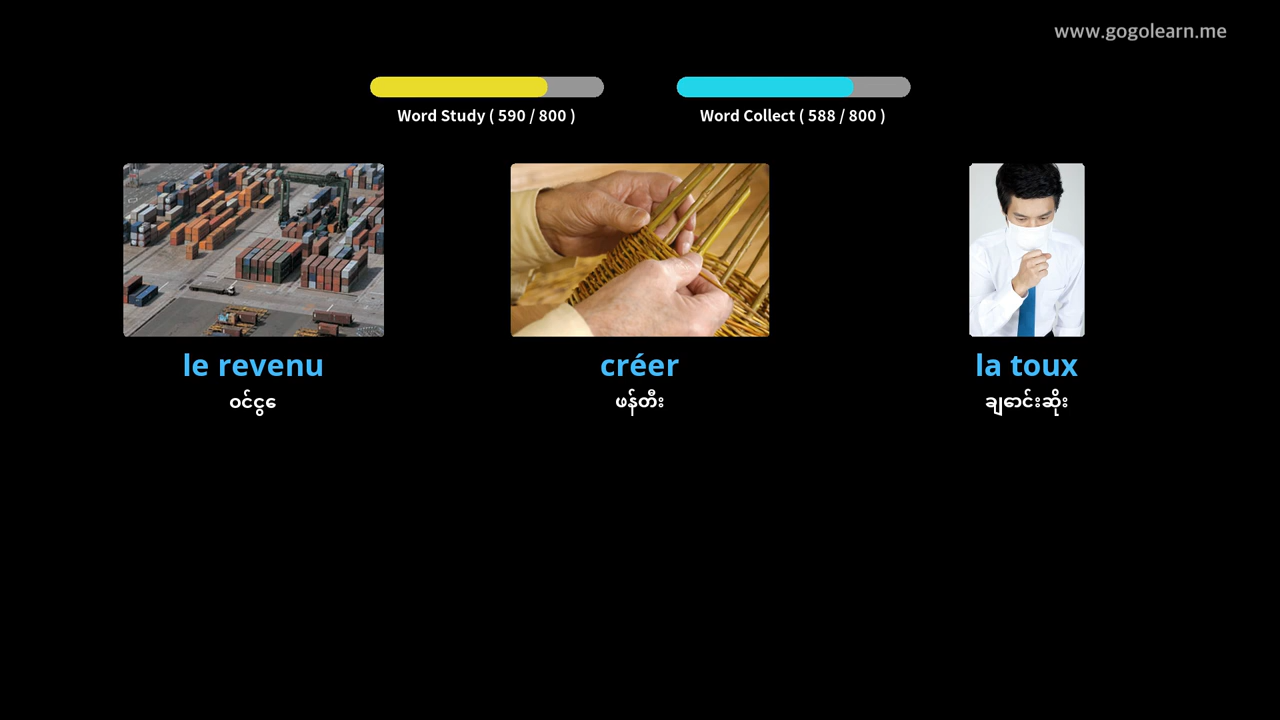 www.gogolearn.me
Word Study ( 590 / 800 )
Word Collect ( 588 / 800 )
le revenu
ဝင်ငွေ
créer
ဖန်တီး
la toux
ချောင်းဆိုး